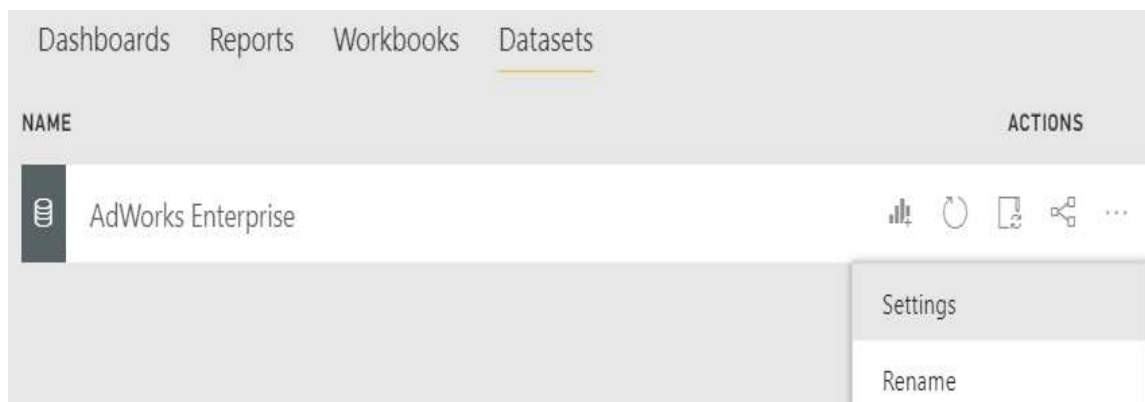 Dashboards Reports Workbooks Datasets
NAME ACTIONS
AdWorks Enterprise
Settings
Rename